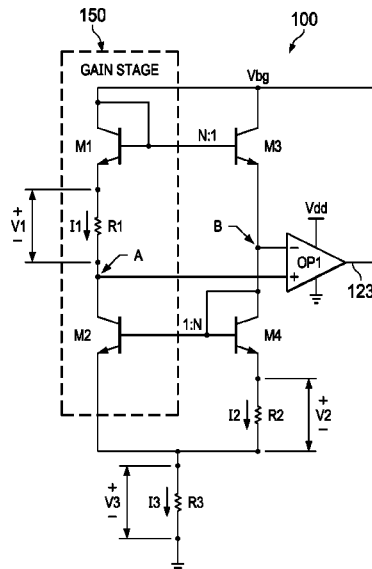 150
100
GAIN STAGE
Vbg
M1
N:1
M3
+
V1
-
I1
R1
A
B
Vdd
-
+
OP1
123
M2
1:N
M4
I2
R2
+
V2
-
+
V3
-
I3
R3